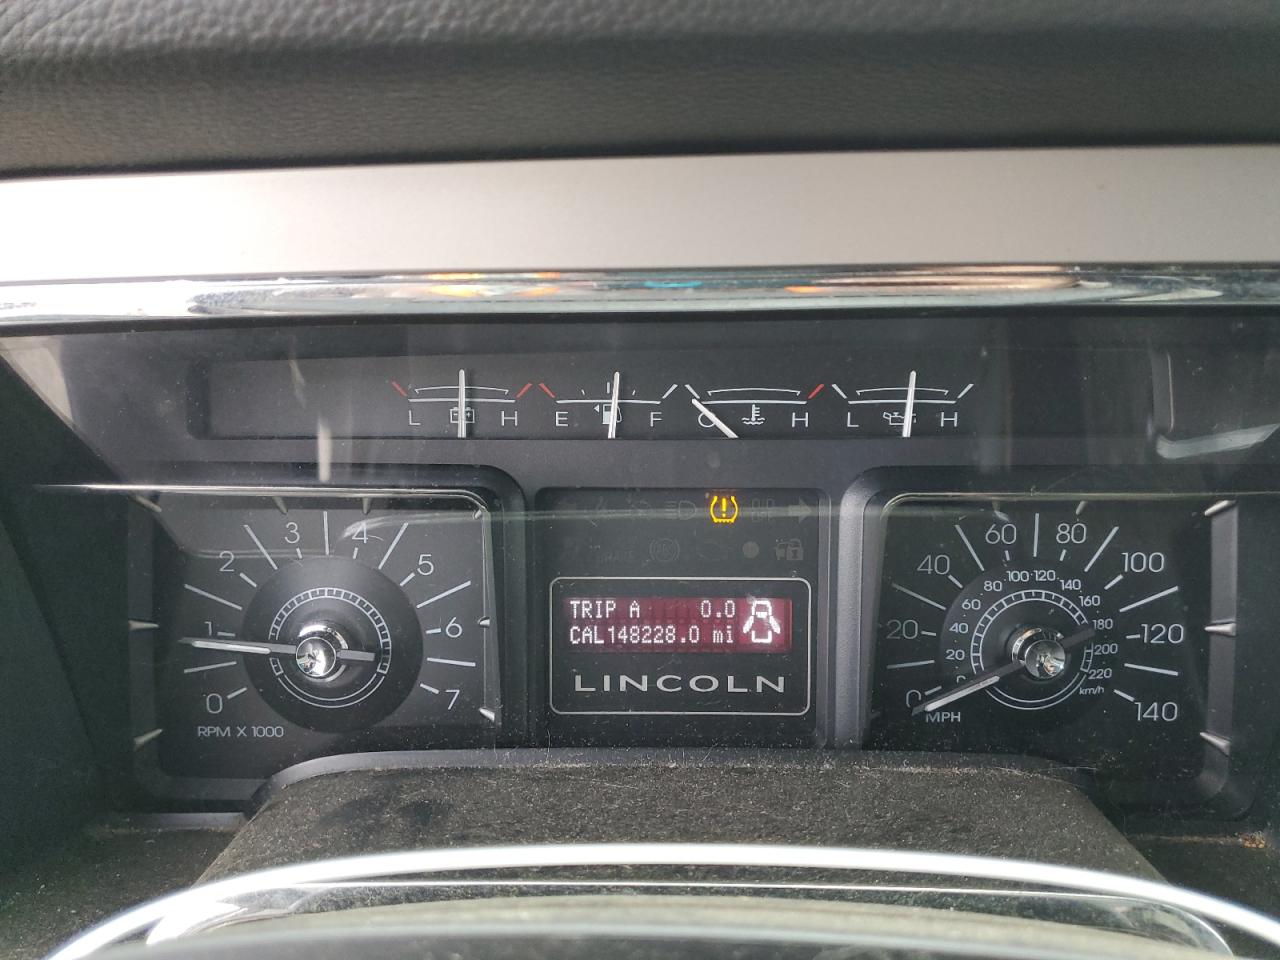 L H E F C H L H
0 1 2 3 4 5 6 7
RPM X 1000
TRIP A 0.0
CAL148228.0 mi
LINCOLN
0 20 40 60 80 100 120 140
MPH
20 40 60 80 100 120 140 160 180 200 220
km/h